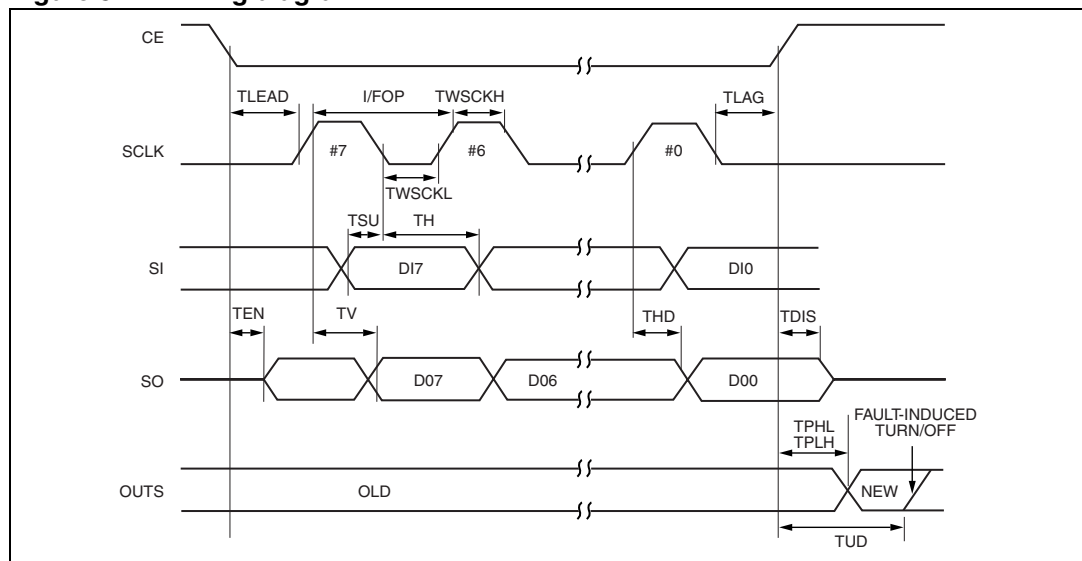 CE
TLEAD I/FOP TWSCKH TLAG
SCLK #7 #6 #0
TWSCKL
TSU TH
SI DI7 DI0
TEN TV THD TDIS
SO D07 D06 D00
TPHL
TPLH
FAULT-INDUCED
TURN/OFF
OUTS OLD NEW
TUD